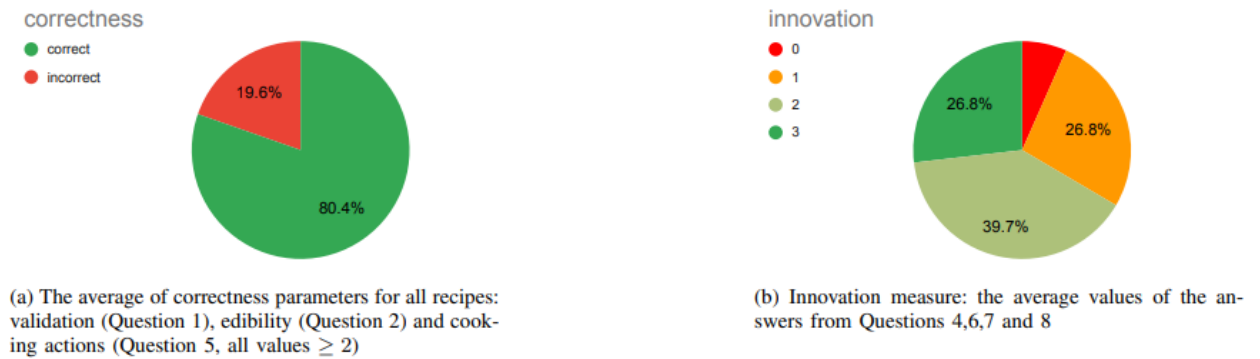 correctness
correct
incorrect
19.6%
80.4%
(a) The average of correctness parameters for all recipes:
validation (Question 1), edibility (Question 2) and cook-
ing actions (Question 5, all values ≥ 2)
innovation
0
1
2
3
26.8%
26.8%
39.7%
(b) Innovation measure: the average values of the an-
swers from Questions 4,6,7 and 8